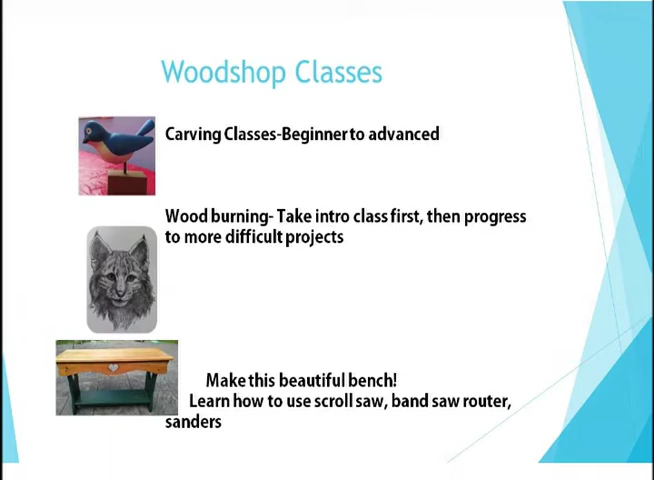 Woodshop Classes
Carving Classes-Beginner to advanced
Wood burning- Take intro class first, then progress
to more difficult projects
Make this beautiful bench!
Learn how to use scroll saw, band saw router,
sanders